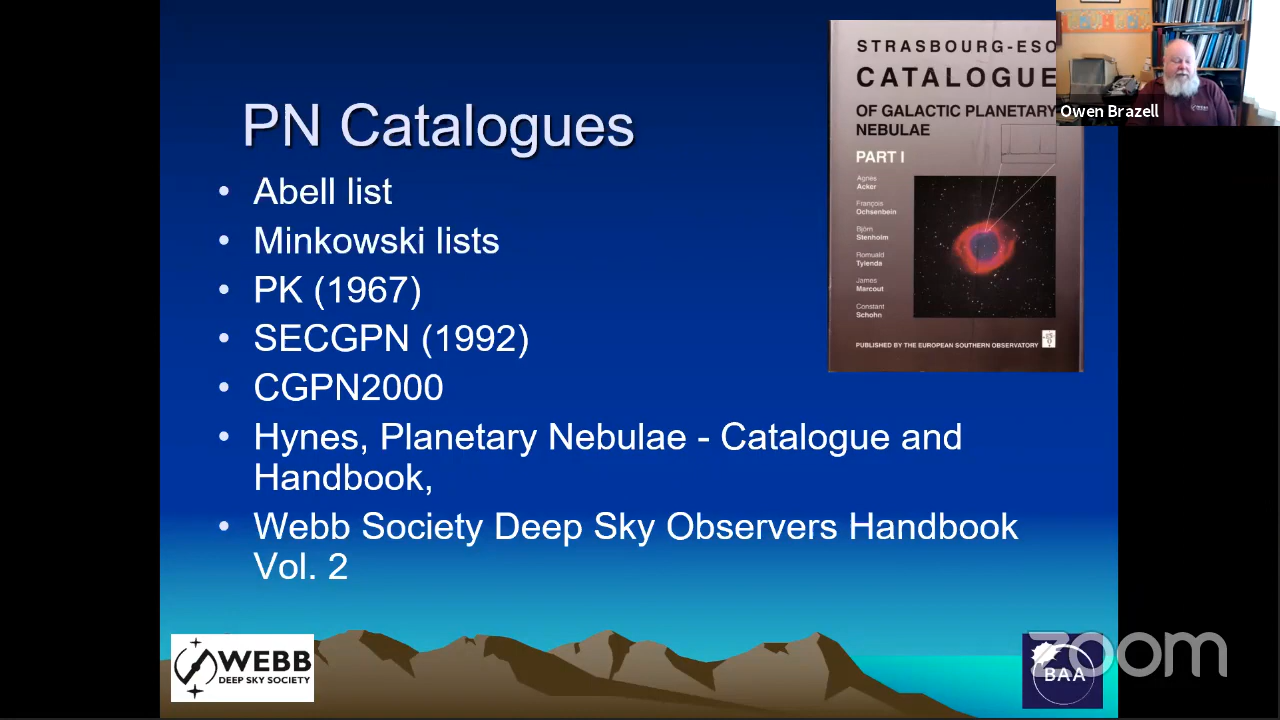 PN Catalogues
• Abell list
• Minkowski lists
• PK (1967)
• SECGPN (1992)
• CGPN2000
• Hynes, Planetary Nebulae - Catalogue and
Handbook,
• Webb Society Deep Sky Observers Handbook
Vol. 2
STRASBOURG-ESO
CATALOGUE
OF GALACTIC PLANETARY
NEBULAE
PART I
Agnes
Acker
François
Ochsenbein
Björn
Stenholm
Romuald
Tylenda
James
Marcout
Constant
Schohn
PUBLISHED BY THE EUROPEAN SOUTHERN OBSERVATORY
Owen Brazell
WEBB
DEEP SKY SOCIETY
BAA
zoom